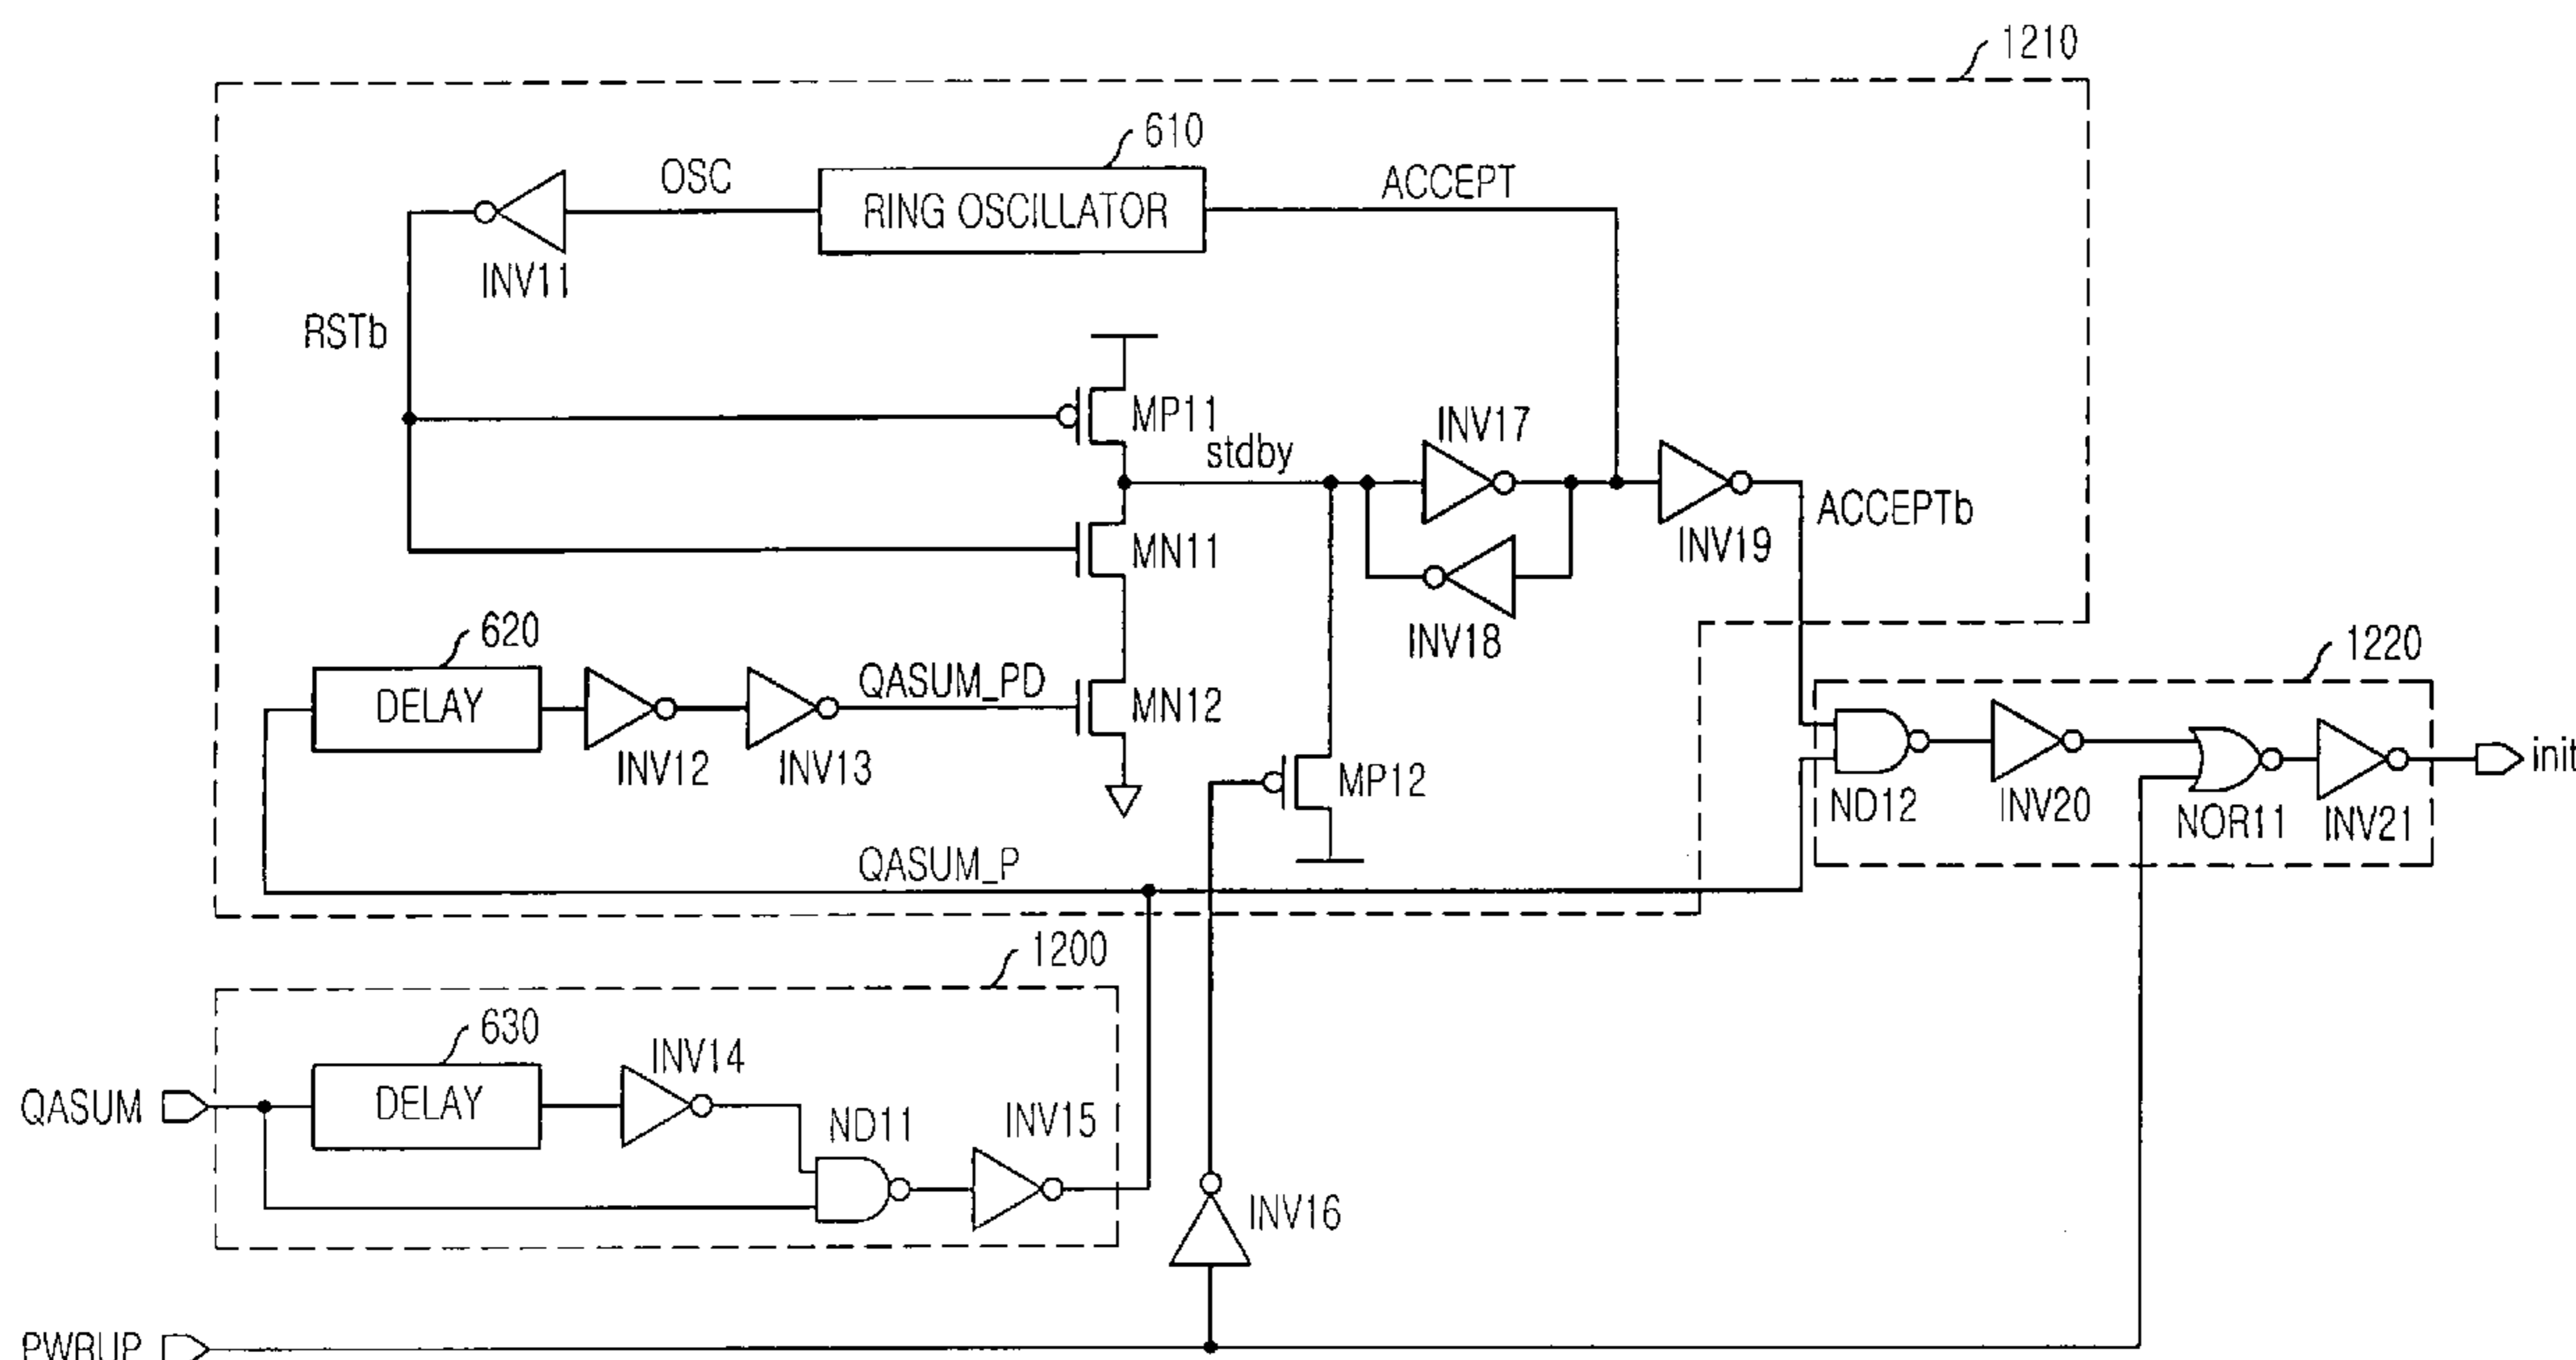 1210
610
OSC
RING OSCILLATOR
ACCEPT
INV11
RSTb
MP11
stdby
INV17
ACCEPTb
MN11
INV19
INV18
620
DELAY
QASUM_PD
MN12
INV12
INV13
1220
MP12
ND12
INV20
NOR11
INV21
init
QASUM_P
1200
630
INV14
QASUM
DELAY
ND11
INV15
INV16
PWRUP